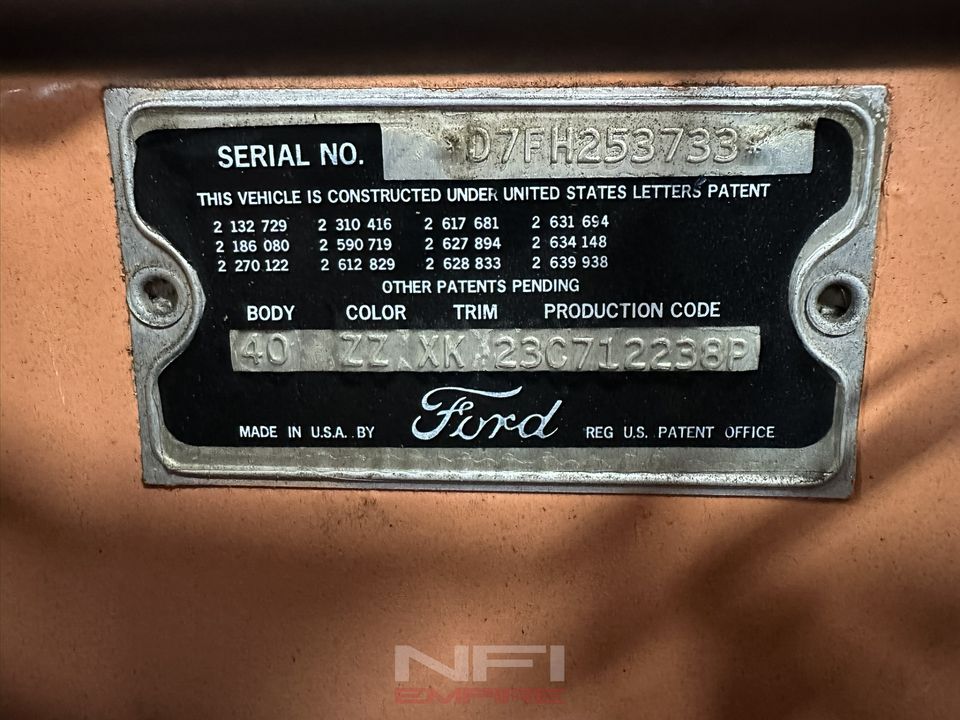 SERIAL NO. *D7FH253733*
THIS VEHICLE IS CONSTRUCTED UNDER UNITED STATES LETTERS PATENT
2 132 729 2 310 416 2 617 681 2 631 694
2 186 080 2 590 719 2 627 894 2 634 148
2 270 122 2 612 829 2 628 833 2 639 938
OTHER PATENTS PENDING
BODY COLOR TRIM PRODUCTION CODE
40 ZZ XK 23G712238P
MADE IN U.S.A. BY Ford REG U.S. PATENT OFFICE
NFI
EMPIRE